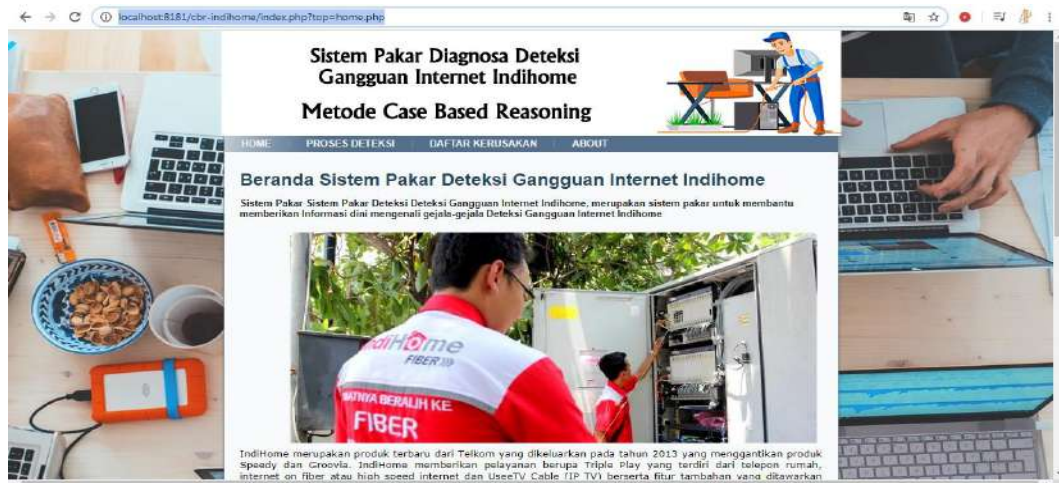 localhost:8181/cbr-indihome/index.php?top=home.php
Sistem Pakar Diagnosa Deteksi
Gangguan Internet Indihome
Metode Case Based Reasoning
HOME PROSES DETEKSI DAFTAR KERUSAKAN ABOUT
Beranda Sistem Pakar Deteksi Gangguan Internet Indihome
Sistem Pakar Sistem Pakar Deteksi Deteksi Gangguan Internet Indihome, merupakan sistem pakar untuk membantu
memberikan Informasi dini mengenali gejala-gejala Deteksi Gangguan Internet Indihome
indiHome
FIBER
ATNYA BERALIH KE
FIBER
IndiHome merupakan produk terbaru dari Telkom yang dikeluarkan pada tahun 2013 yang menggantikan produk
Speedy dan Groovia. IndiHome memberikan pelayanan berupa Triple Play yang terdiri dari telepon rumah,
internet on fiber atau high speed internet dan UseeTV Cable (IP TV) berserta fitur tambahan yang ditawarkan